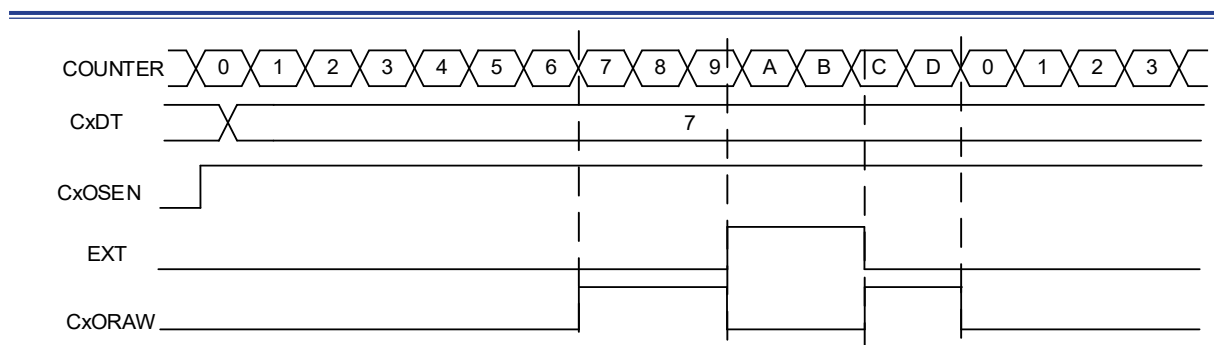 COUNTER 0 1 2 3 4 5 6 7 8 9 A B C D 0 1 2 3
CxDT 7
CxOSEN
EXT
CxORAW